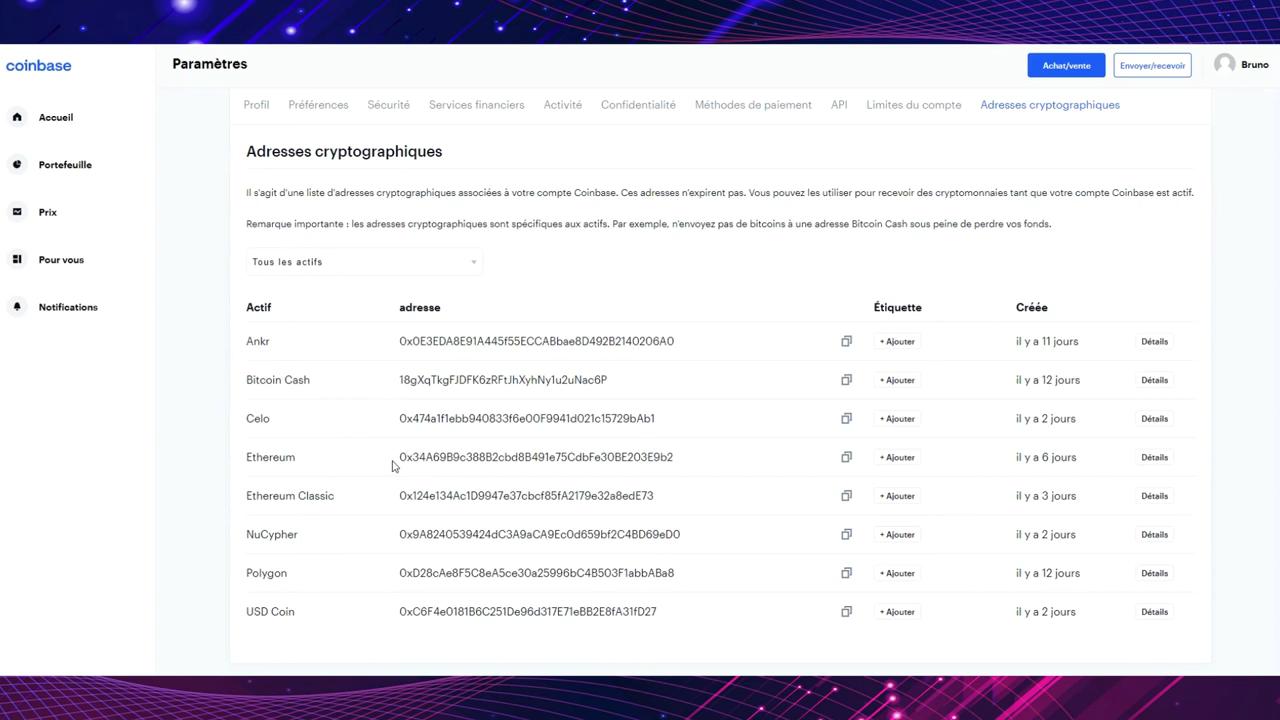 coinbase
Paramètres
Achat/vente
Envoyer/recevoir
Bruno
Accueil
Portefeuille
Prix
Pour vous
Notifications
Profil Préférences Sécurité Services financiers Activité Confidentialité Méthodes de paiement API Limites du compte Adresses cryptographiques
Adresses cryptographiques
Il s'agit d'une liste d'adresses cryptographiques associées à votre compte Coinbase. Ces adresses n'expirent pas. Vous pouvez les utiliser pour recevoir des cryptomonnaies tant que votre compte Coinbase est actif.
Remarque importante : les adresses cryptographiques sont spécifiques aux actifs. Par exemple, n'envoyez pas de bitcoins à une adresse Bitcoin Cash sous peine de perdre vos fonds.
Tous les actifs
Actif adresse Étiquette Créée
Ankr 0x0E3EDA8E91A445f55ECCABbae8D492B2140206A0 + Ajouter il y a 11 jours Détails
Bitcoin Cash 18gXqTkgFJDFK6zRFtJhXyhNy1u2uNac6P + Ajouter il y a 12 jours Détails
Celo 0x474a1f1ebb940833f6e00F9941d021c15729bAb1 + Ajouter il y a 2 jours Détails
Ethereum 0x34A69B9c388B2cbd8B491e75CdbFe30BE203E9b2 + Ajouter il y a 6 jours Détails
Ethereum Classic 0x124e134Ac1D9947e37cbcf85fA2179e32a8edE73 + Ajouter il y a 3 jours Détails
NuCypher 0x9A8240539424dC3A9aCA9Ec0d659bf2C4BD69eD0 + Ajouter il y a 2 jours Détails
Polygon 0xD28cAe8F5C8eA5ce30a25996bC4B503F1abbABa8 + Ajouter il y a 12 jours Détails
USD Coin 0xC6F4e0181B6C251De96d317E71eBB2E8fA31fD27 + Ajouter il y a 2 jours Détails